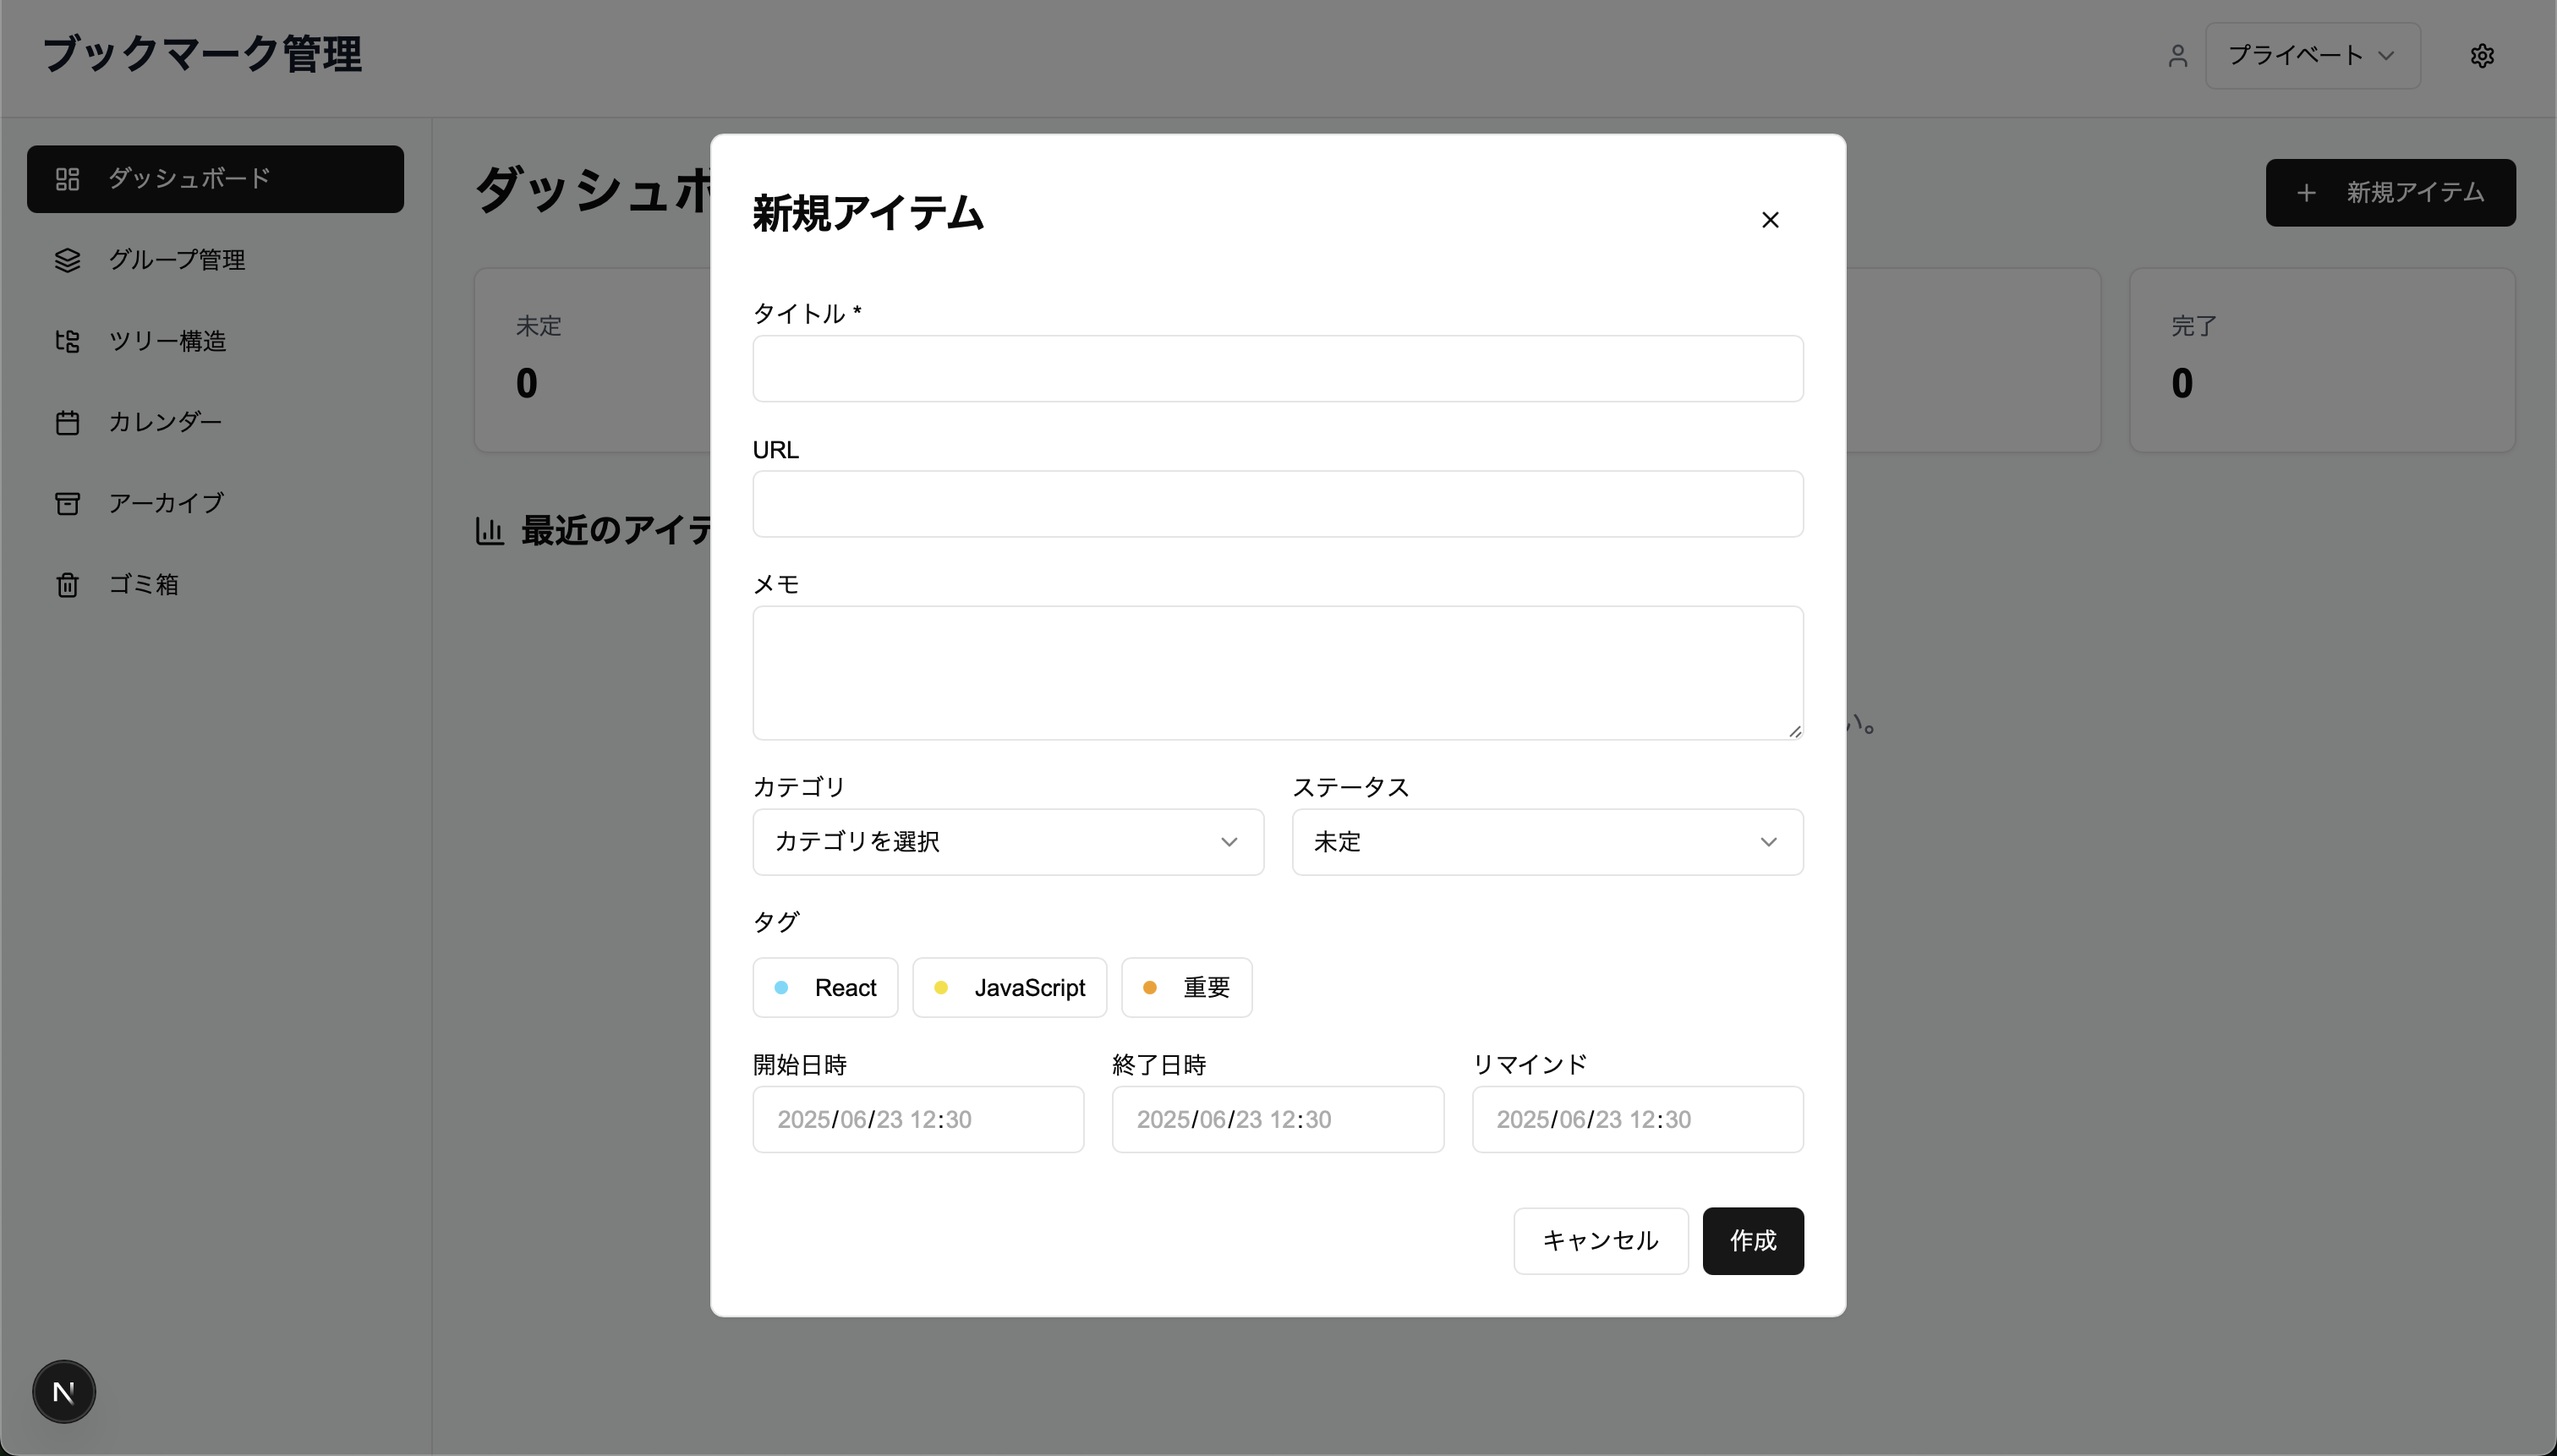 ブックマーク管理
プライベート
ダッシュボード
グループ管理
ツリー構造
カレンダー
アーカイブ
ゴミ箱
ダッシュボ
新規アイテム
未定
0
完了
0
最近のアイテ
い。
新規アイテム
タイトル *
URL
メモ
カテゴリ ステータス
カテゴリを選択 未定
タグ
React JavaScript 重要
開始日時 終了日時 リマインド
2025/06/23 12:30 2025/06/23 12:30 2025/06/23 12:30
キャンセル 作成
N